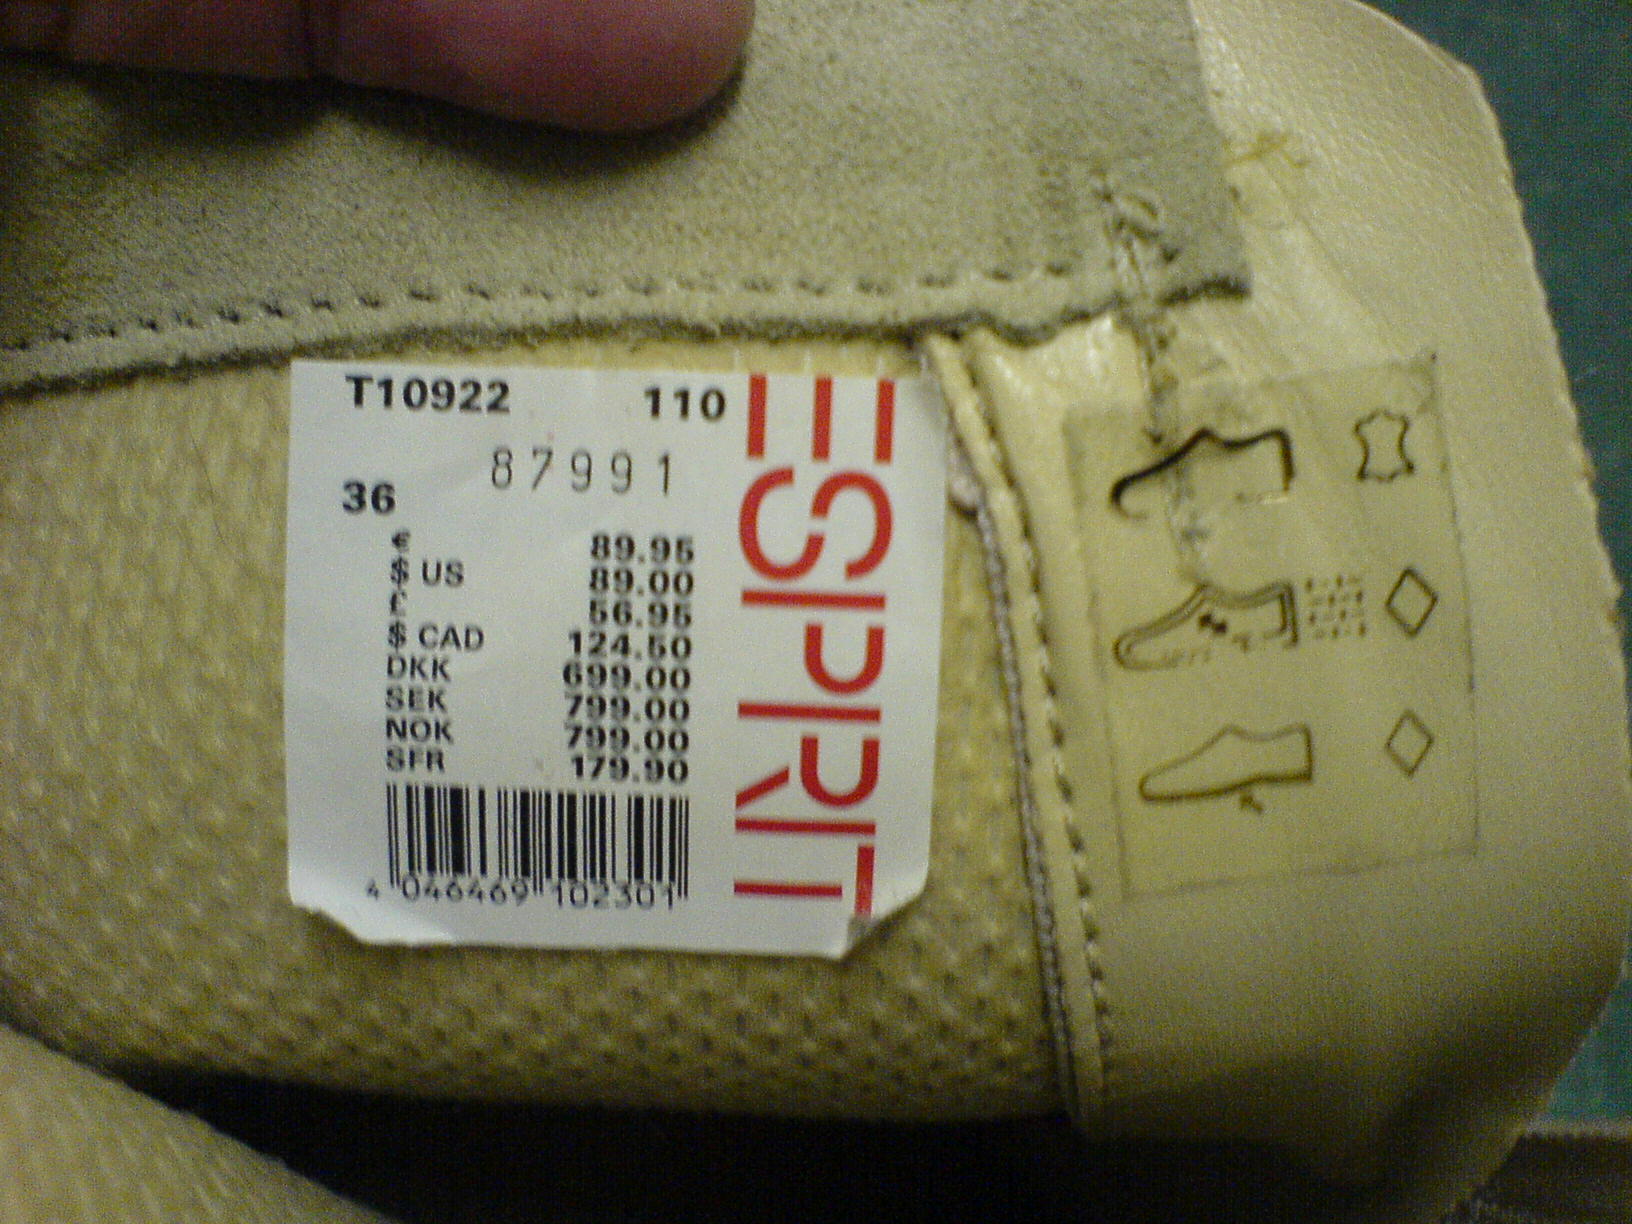 T10922 110
87991
36
€ 89.95
$ US 89.00
£ 56.95
$ CAD 124.50
DKK 699.00
SEK 799.00
NOK 799.00
SFR 179.90
4 046469 102301
ESPRIT